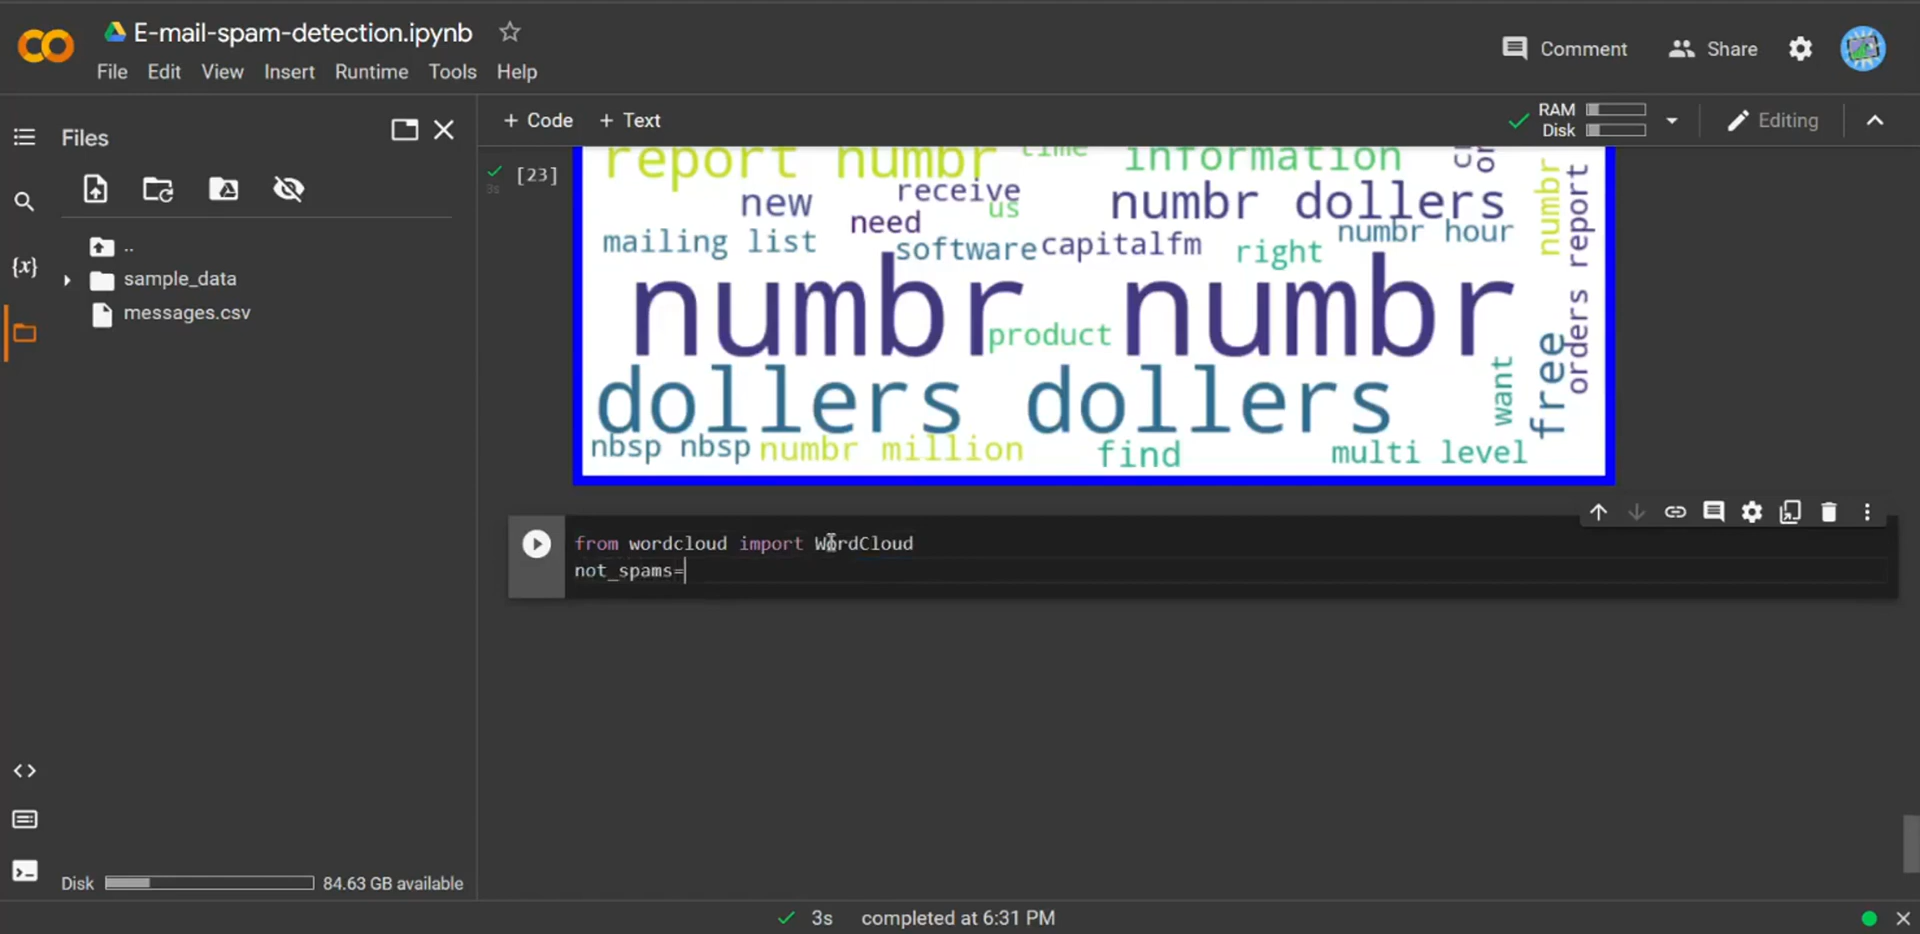 E-mail-spam-detection.ipynb
File Edit View Insert Runtime Tools Help
Comment Share
Files
+ Code + Text
RAM
Disk
Editing
..
sample_data
messages.csv
{x}
[23]
3s
report numbr time information
new receive us numbr dollers
need
mailing list software capitalfm right numbr hour
numbr
orders report
numbr numbr
product
want
free
dollers dollers
nbsp nbsp numbr million find multi level
from wordcloud import WordCloud
not_spams=
Disk 84.63 GB available
3s completed at 6:31 PM